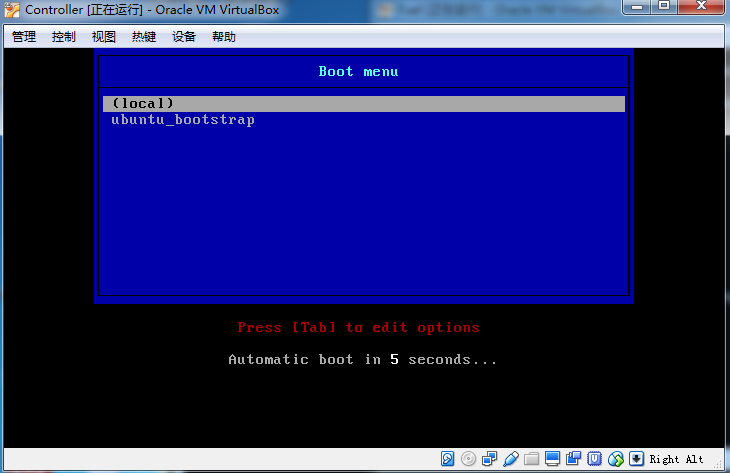 Controller [正在运行] - Oracle VM VirtualBox
管理 控制 视图 热键 设备 帮助
Boot menu
(local)
ubuntu_bootstrap
Press [Tab] to edit options
Automatic boot in 5 seconds...
Right Alt